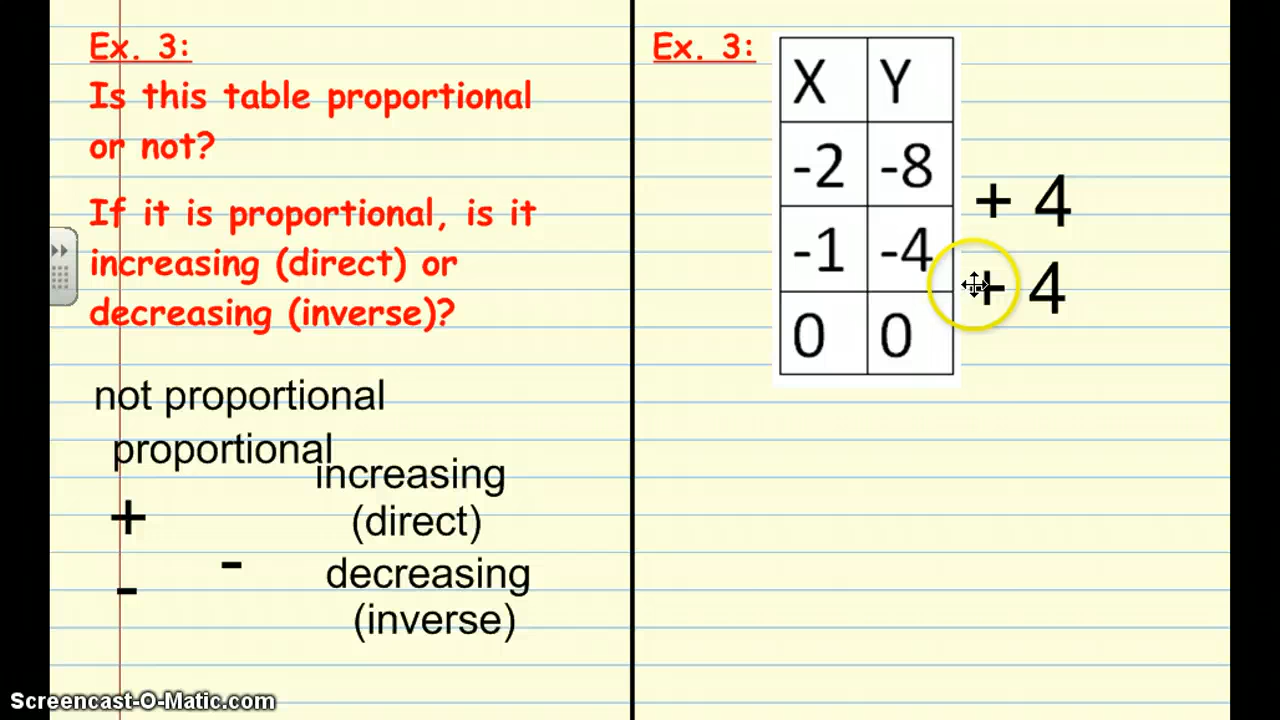 Ex. 3:
Is this table proportional
or not?
If it is proportional, is it
increasing (direct) or
decreasing (inverse)?
not proportional
proportional
increasing
+ (direct)
-
- decreasing
(inverse)
Ex. 3:
X Y
-2 -8
+ 4
-1 -4
+ 4
0 0
Screencast-O-Matic.com